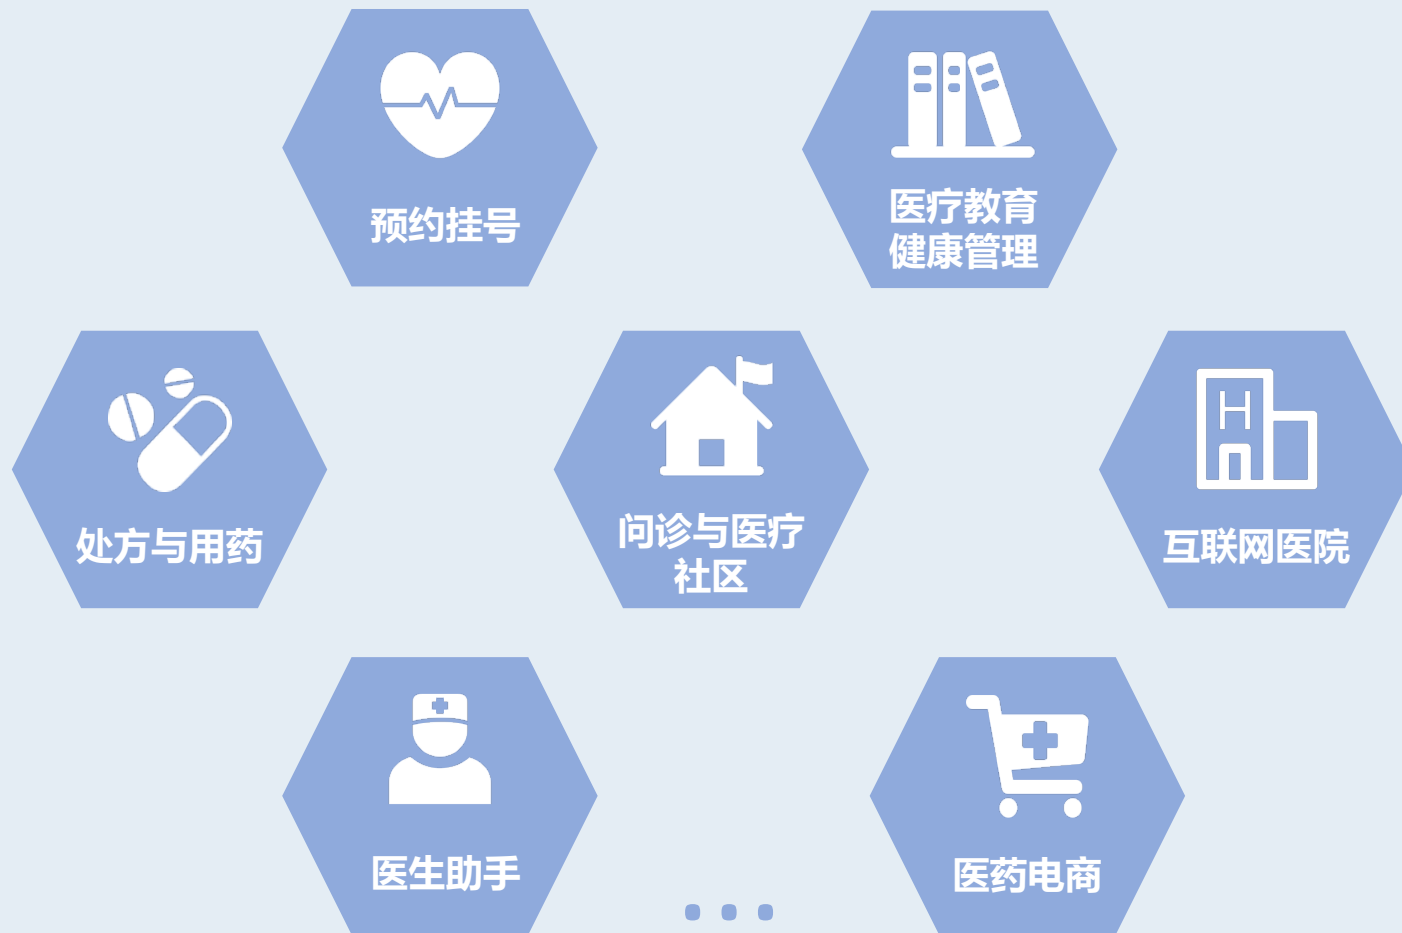 预约挂号
医疗教育
健康管理
处方与用药
问诊与医疗
社区
H
互联网医院
医生助手
医药电商